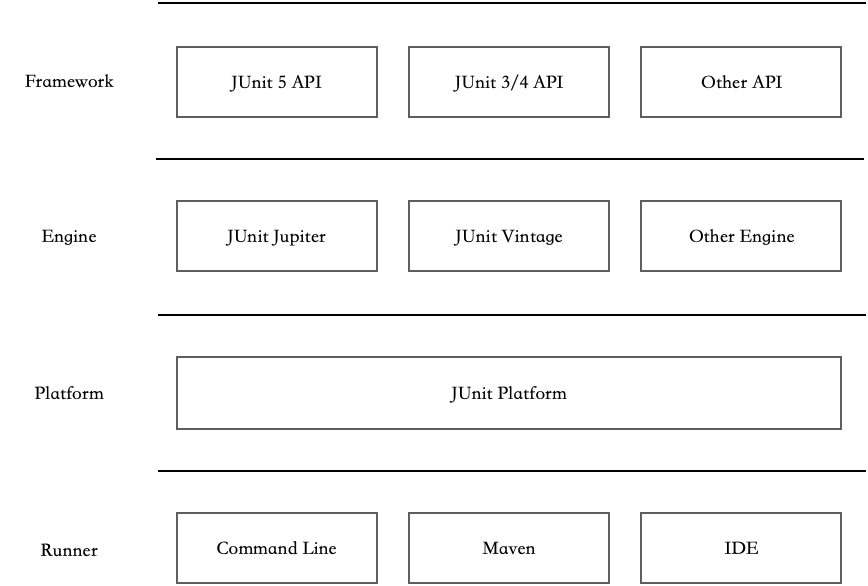 Framework
JUnit 5 API
JUnit 3/4 API
Other API
Engine
JUnit Jupiter
JUnit Vintage
Other Engine
Platform
JUnit Platform
Runner
Command Line
Maven
IDE